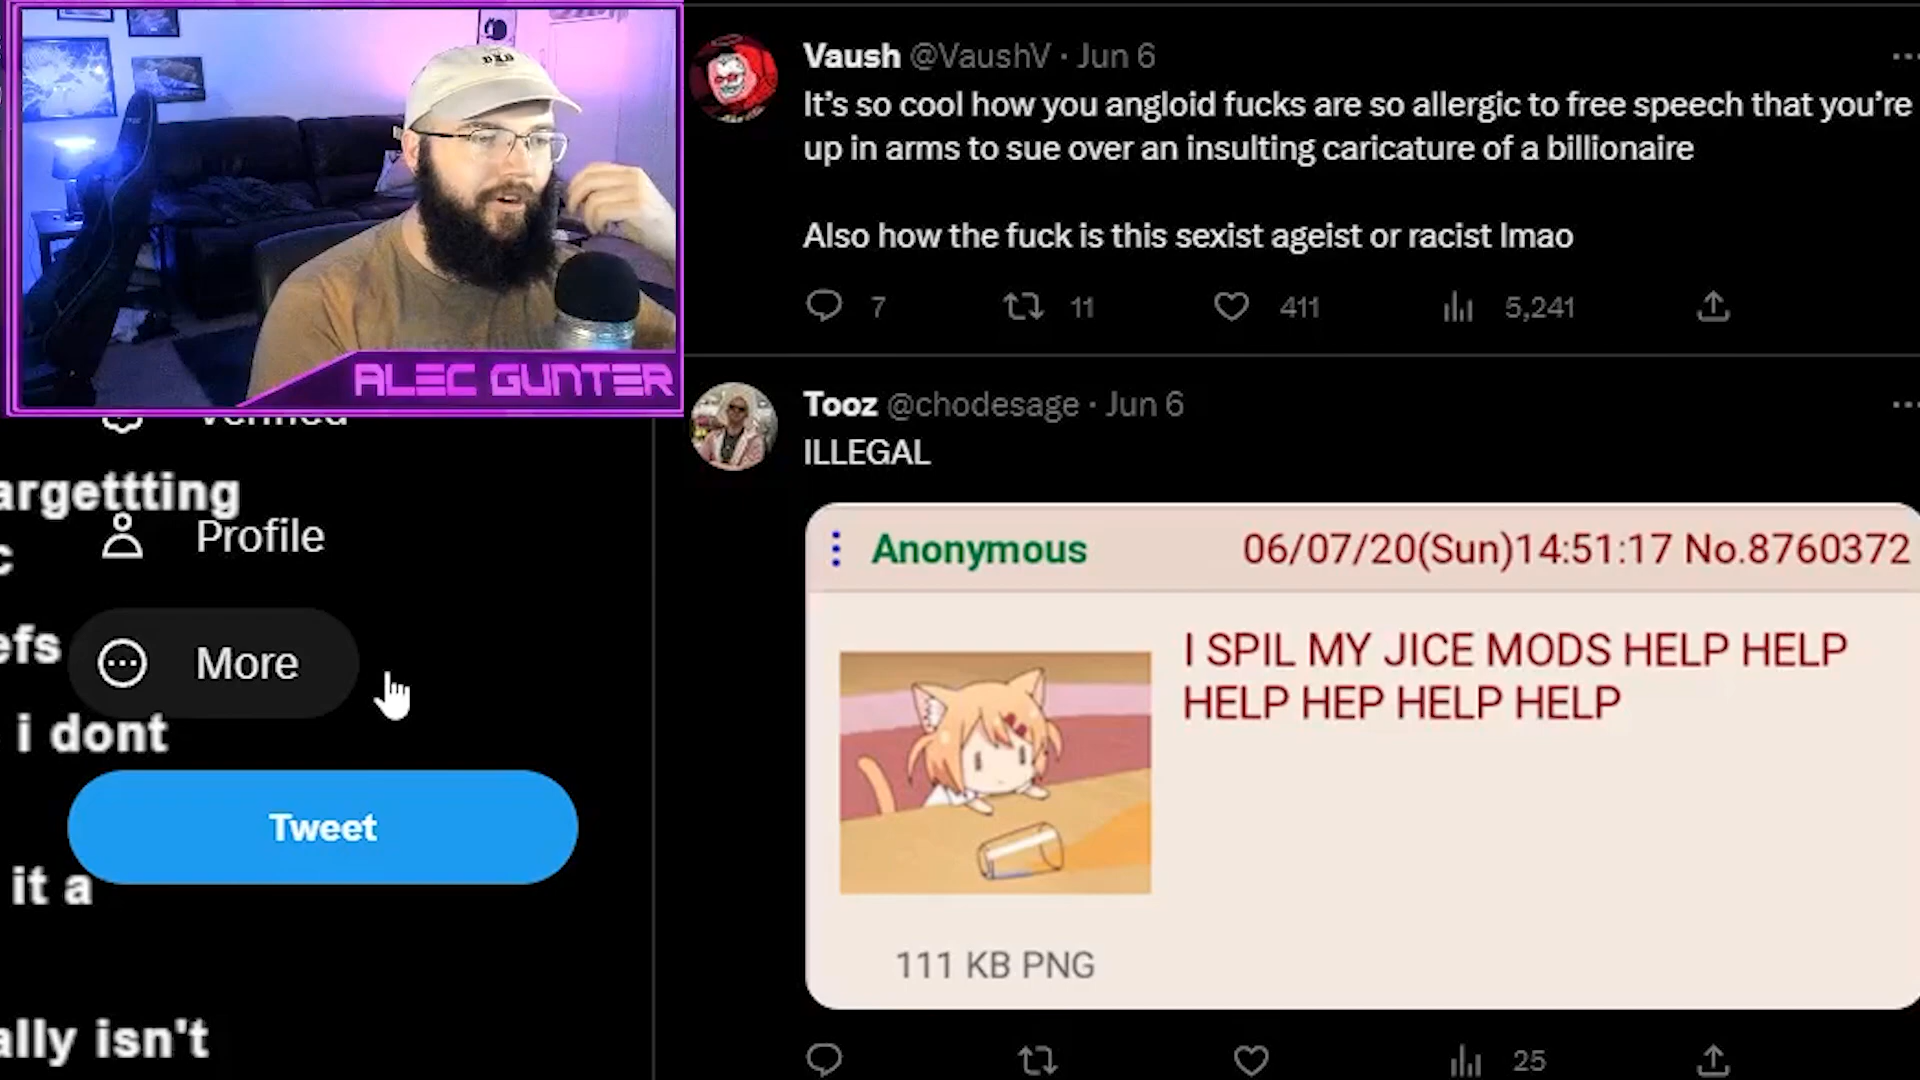 DAD
ALEC GUNTER
Verified
argettting
Profile
c
efs
More
i dont
Tweet
it a
ally isn't
Vaush @VaushV · Jun 6
It's so cool how you angloid fucks are so allergic to free speech that you're
up in arms to sue over an insulting caricature of a billionaire
Also how the fuck is this sexist ageist or racist lmao
7 11 411 5,241
Tooz @chodesage · Jun 6
ILLEGAL
Anonymous 06/07/20(Sun)14:51:17 No.8760372
I SPIL MY JICE MODS HELP HELP
HELP HEP HELP HELP
111 KB PNG
25